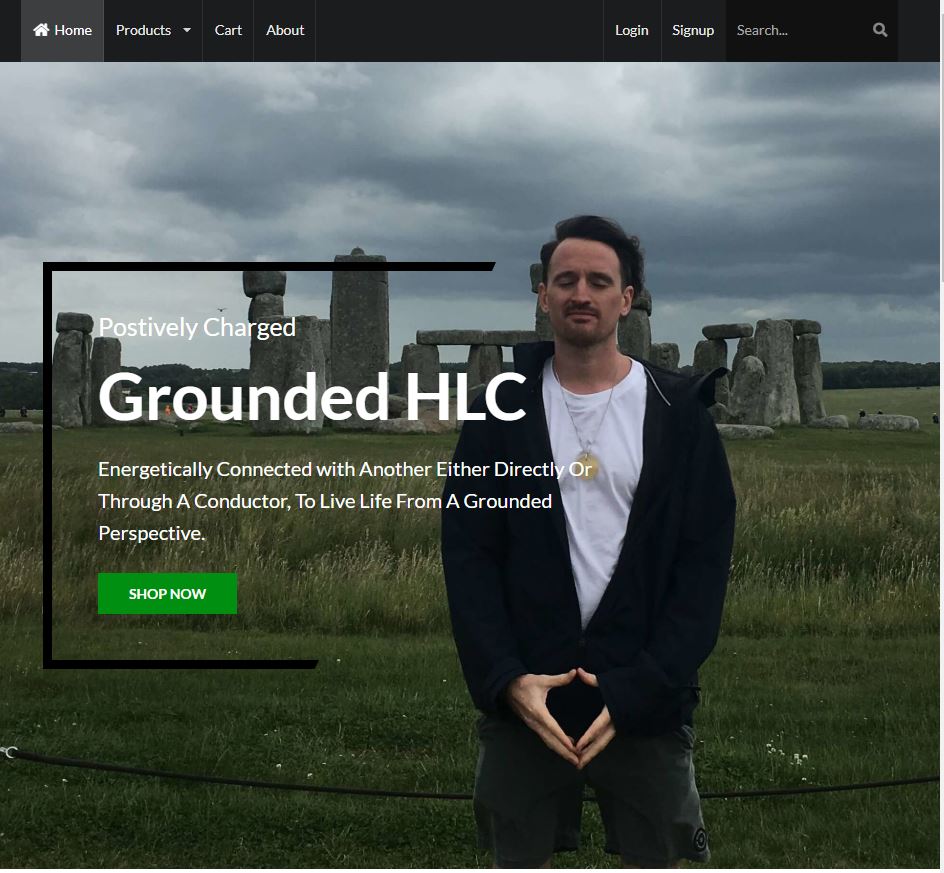 Home Products Cart About Login Signup Search...
Postively Charged
Grounded HLC
Energetically Connected with Another Either Directly Or
Through A Conductor, To Live Life From A Grounded
Perspective.
SHOP NOW